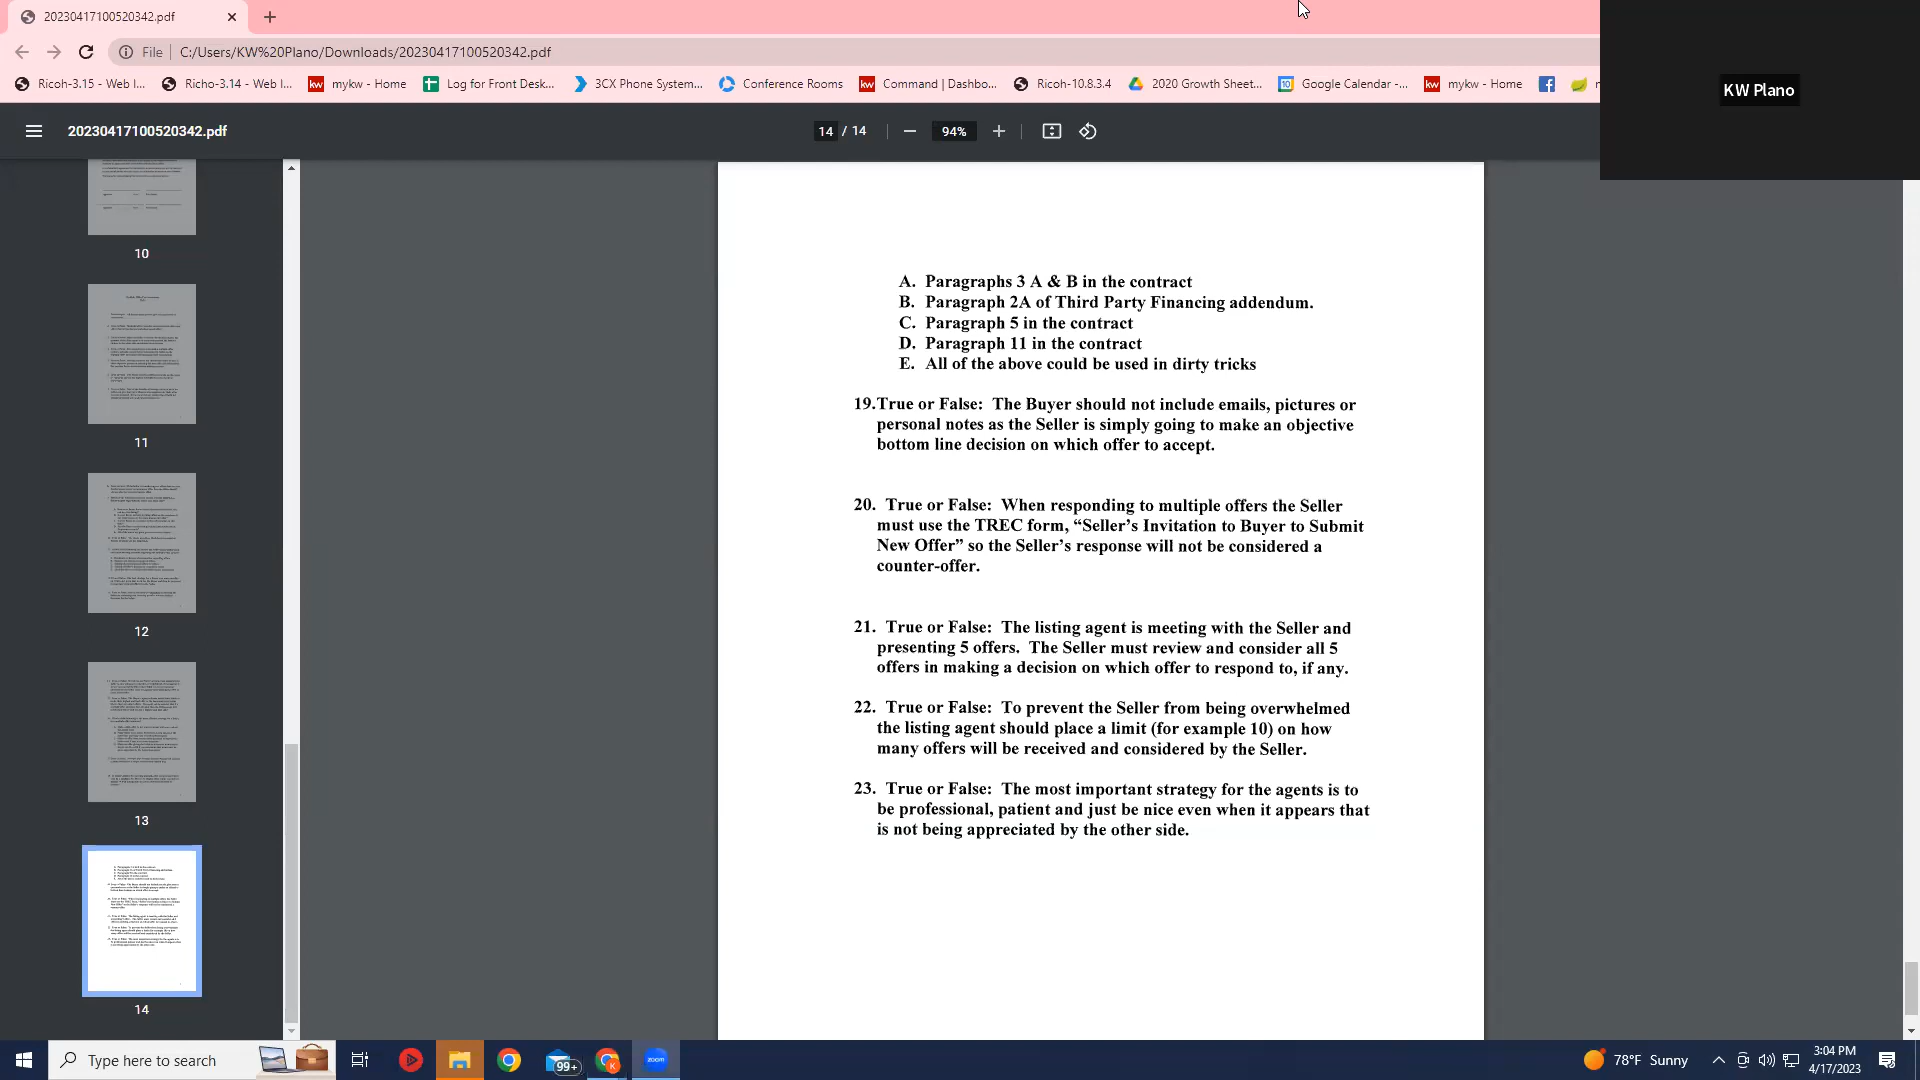 20230417100520342.pdf
File C:/Users/KW%20Plano/Downloads/20230417100520342.pdf
Ricoh-3.15 - Web I... Richo-3.14 - Web I... mykw - Home Log for Front Desk... 3CX Phone System... Conference Rooms Command | Dashbo... Ricoh-10.8.3.4 2020 Growth Sheet... Google Calendar -... mykw - Home
KW Plano
20230417100520342.pdf 14 / 14 94%
10
11
12
13
14
A. Paragraphs 3 A & B in the contract
B. Paragraph 2A of Third Party Financing addendum.
C. Paragraph 5 in the contract
D. Paragraph 11 in the contract
E. All of the above could be used in dirty tricks
19.True or False: The Buyer should not include emails, pictures or
personal notes as the Seller is simply going to make an objective
bottom line decision on which offer to accept.
20. True or False: When responding to multiple offers the Seller
must use the TREC form, “Seller’s Invitation to Buyer to Submit
New Offer” so the Seller’s response will not be considered a
counter-offer.
21. True or False: The listing agent is meeting with the Seller and
presenting 5 offers. The Seller must review and consider all 5
offers in making a decision on which offer to respond to, if any.
22. True or False: To prevent the Seller from being overwhelmed
the listing agent should place a limit (for example 10) on how
many offers will be received and considered by the Seller.
23. True or False: The most important strategy for the agents is to
be professional, patient and just be nice even when it appears that
is not being appreciated by the other side.
Type here to search
99+
zoom
78°F Sunny
3:04 PM
4/17/2023